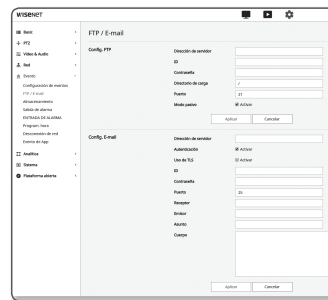 WISENET
Basic
PTZ
Video & Audio
Red
Evento
Configuración de eventos
FTP / E-mail
Almacenamiento
Salida de alarma
ENTRADA DE ALARMA
Program. hora
Desconexión de red
Evento de App
Analítica
Sistema
Plataforma abierta
FTP / E-mail
Config. FTP
Dirección de servidor
ID
Contraseña
Directorio de carga /
Puerto 21
Modo pasivo Activar
Aplicar Cancelar
Config. E-mail
Dirección de servidor
Autenticación Activar
Uso de TLS Activar
ID
Contraseña
Puerto 25
Receptor
Emisor
Asunto
Cuerpo
Aplicar Cancelar